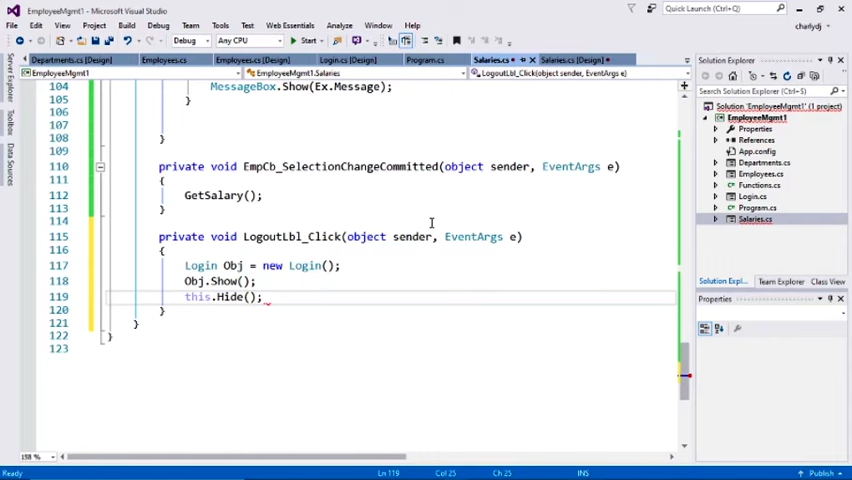 EmployeeMgmt1 - Microsoft Visual Studio
Quick Launch (Ctrl+Q)
File Edit View Project Build Debug Team Tools Test Web Essentials Analyze Window Help
charlydj
Debug Any CPU Start
Departments.cs [Design] Employees.cs Employees.cs [Design] Login.cs [Design] Program.cs Salaries.cs Salaries.cs [Design]
EmployeeMgmt1 EmployeeMgmt1.Salaries LogoutLbl_Click(object sender, EventArgs e)
Server Explorer
Toolbox
Data Sources
104 MessageBox.Show(Ex.Message);
105 }
106
107
108 }
109
110 private void EmpCb_SelectionChangeCommitted(object sender, EventArgs e)
111 {
112 GetSalary();
113 }
114
115 private void LogoutLbl_Click(object sender, EventArgs e)
116 {
117 Login Obj = new Login();
118 Obj.Show();
119 this.Hide();
120 }
121 }
122 }
123
198 %
Solution Explorer
Search Solution Explorer (Ctrl+$)
Solution 'EmployeeMgmt1' (1 project)
EmployeeMgmt1
Properties
References
App.config
Departments.cs
Employees.cs
Functions.cs
Login.cs
Program.cs
Salaries.cs
Solution Explo... Team Explorer Class View
Properties
Ready Ln 119 Col 25 Ch 25 INS Publish